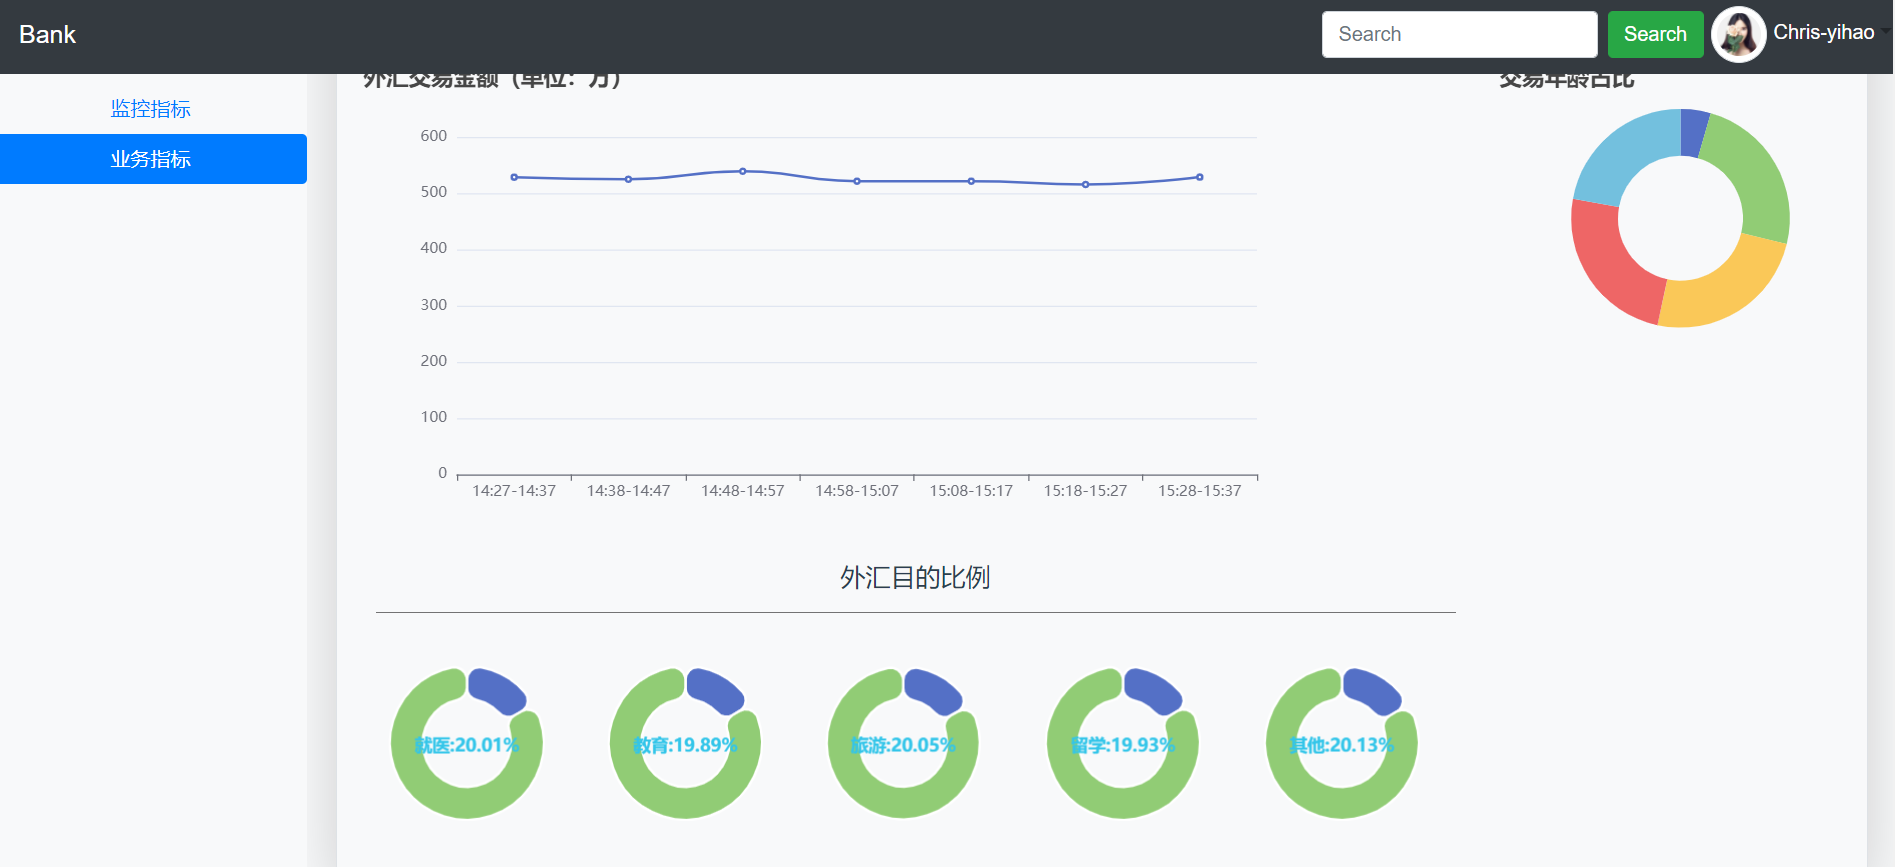 Bank
Search
Search
Chris-yihao
监控指标
业务指标
外汇交易金额（单位：万）
交易年龄占比
600
500
400
300
200
100
0
14:27-14:37
14:38-14:47
14:48-14:57
14:58-15:07
15:08-15:17
15:18-15:27
15:28-15:37
外汇目的比例
就医:20.01%
教育:19.89%
旅游:20.05%
留学:19.93%
其他:20.13%